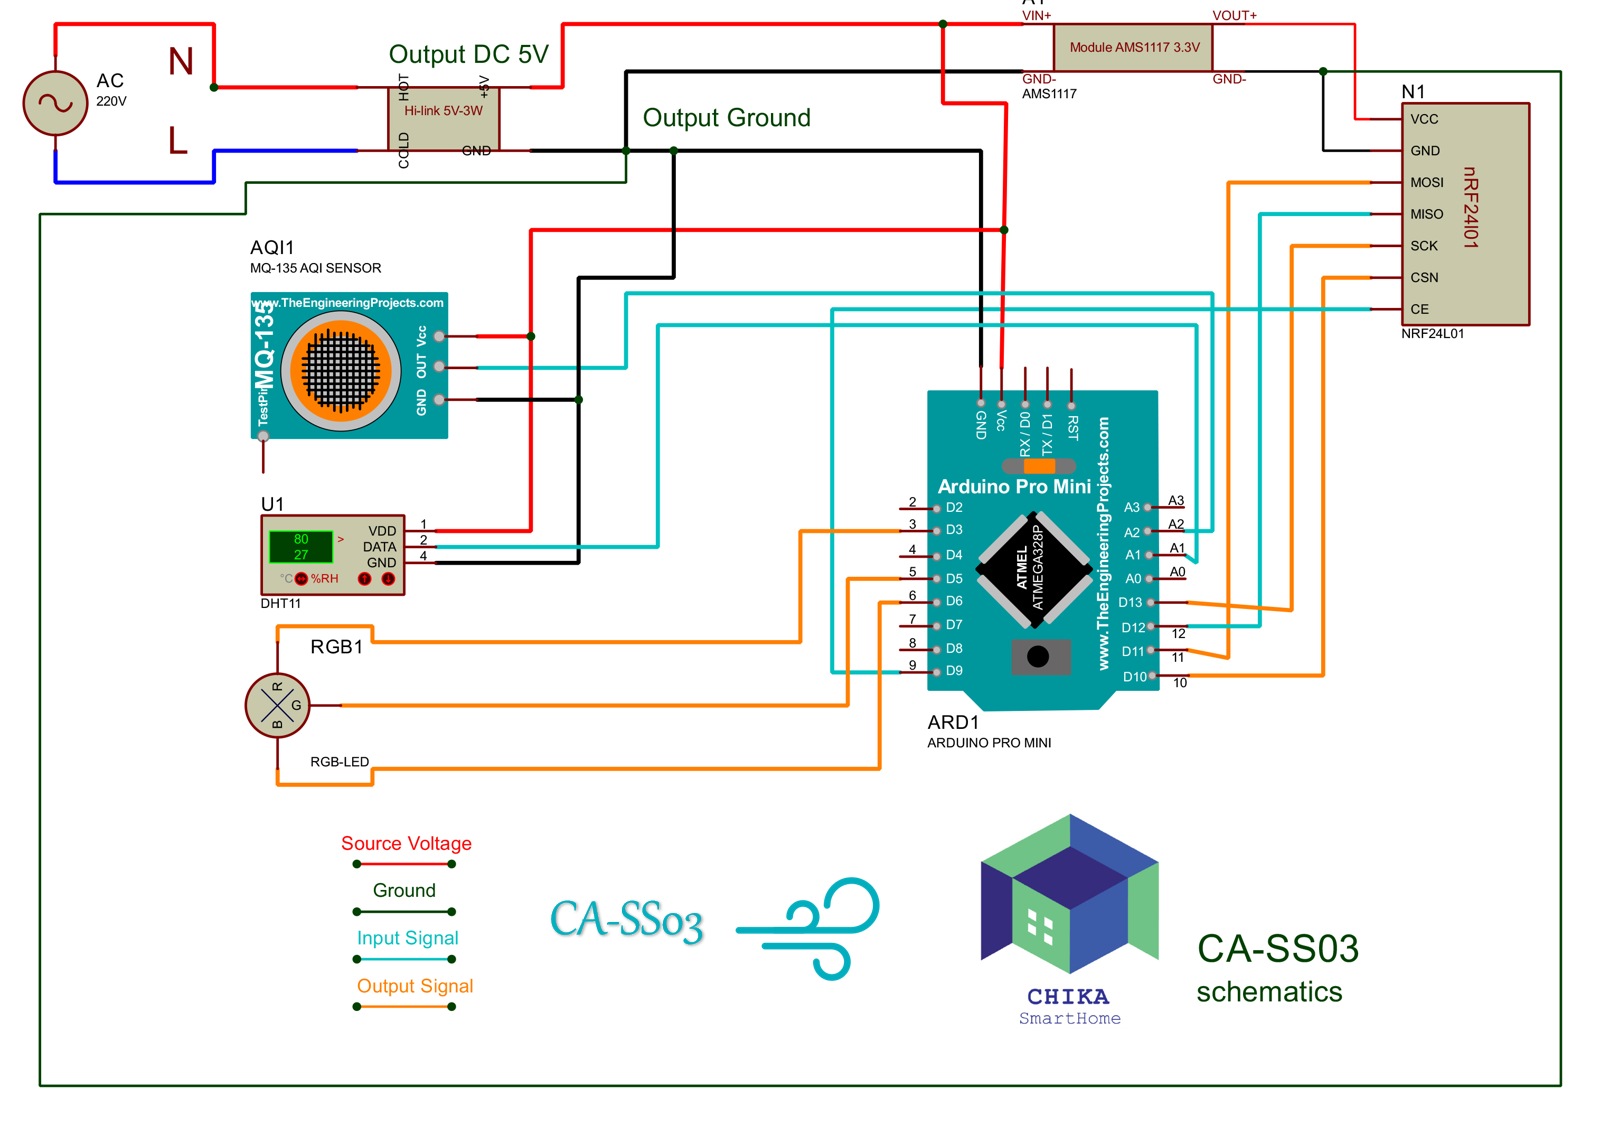 A1
VIN+
VOUT+
Module AMS1117 3.3V
GND-
GND-
AMS1117
N
L
AC
220V
Output DC 5V
HOT
+5V
Hi-link 5V-3W
COLD
GND
Output Ground
N1
VCC
GND
MOSI
MISO
SCK
CSN
CE
nRF24l01
NRF24L01
AQI1
MQ-135 AQI SENSOR
www.TheEngineeringProjects.com
MQ-135
TestPin
Vcc
OUT
GND
U1
80
27
>
°C
%RH
VDD
1
DATA
2
GND
4
DHT11
GND
Vcc
RX / D0
TX / D1
RST
Arduino Pro Mini
www.TheEngineeringProjects.com
ATMEL
ATMEGA328P
2
D2
3
D3
4
D4
5
D5
6
D6
7
D7
8
D8
9
D9
A3
A3
A2
A2
A1
A1
A0
A0
D13
D12
12
D11
11
D10
10
ARD1
ARDUINO PRO MINI
RGB1
R
G
B
RGB-LED
Source Voltage
Ground
Input Signal
Output Signal
CA-SS03
CHIKA
SmartHome
CA-SS03
schematics